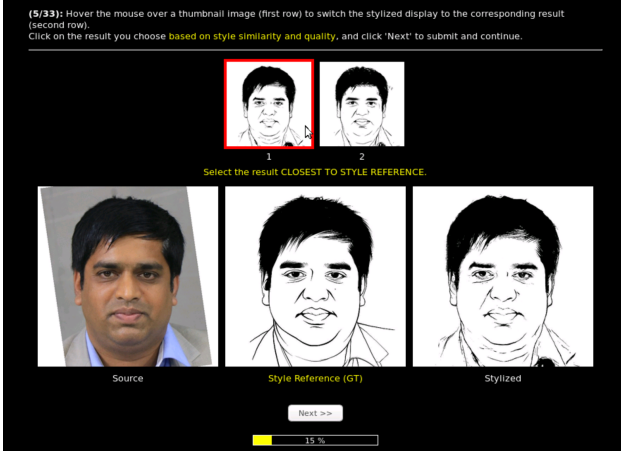 (5/33): Hover the mouse over a thumbnail image (first row) to switch the stylized display to the corresponding result
(second row).
Click on the result you choose based on style similarity and quality, and click 'Next' to submit and continue.
1 2
Select the result CLOSEST TO STYLE REFERENCE.
Source Style Reference (GT) Stylized
Next >>
15 %